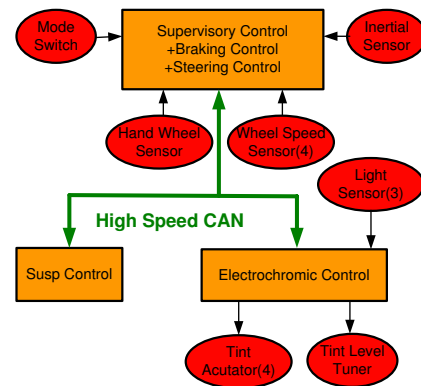 Mode
Switch
Supervisory Control
+Braking Control
+Steering Control
Inertial
Sensor
Hand Wheel
Sensor
Wheel Speed
Sensor(4)
Light
Sensor(3)
High Speed CAN
Susp Control
Electrochromic Control
Tint
Acutator(4)
Tint Level
Tuner